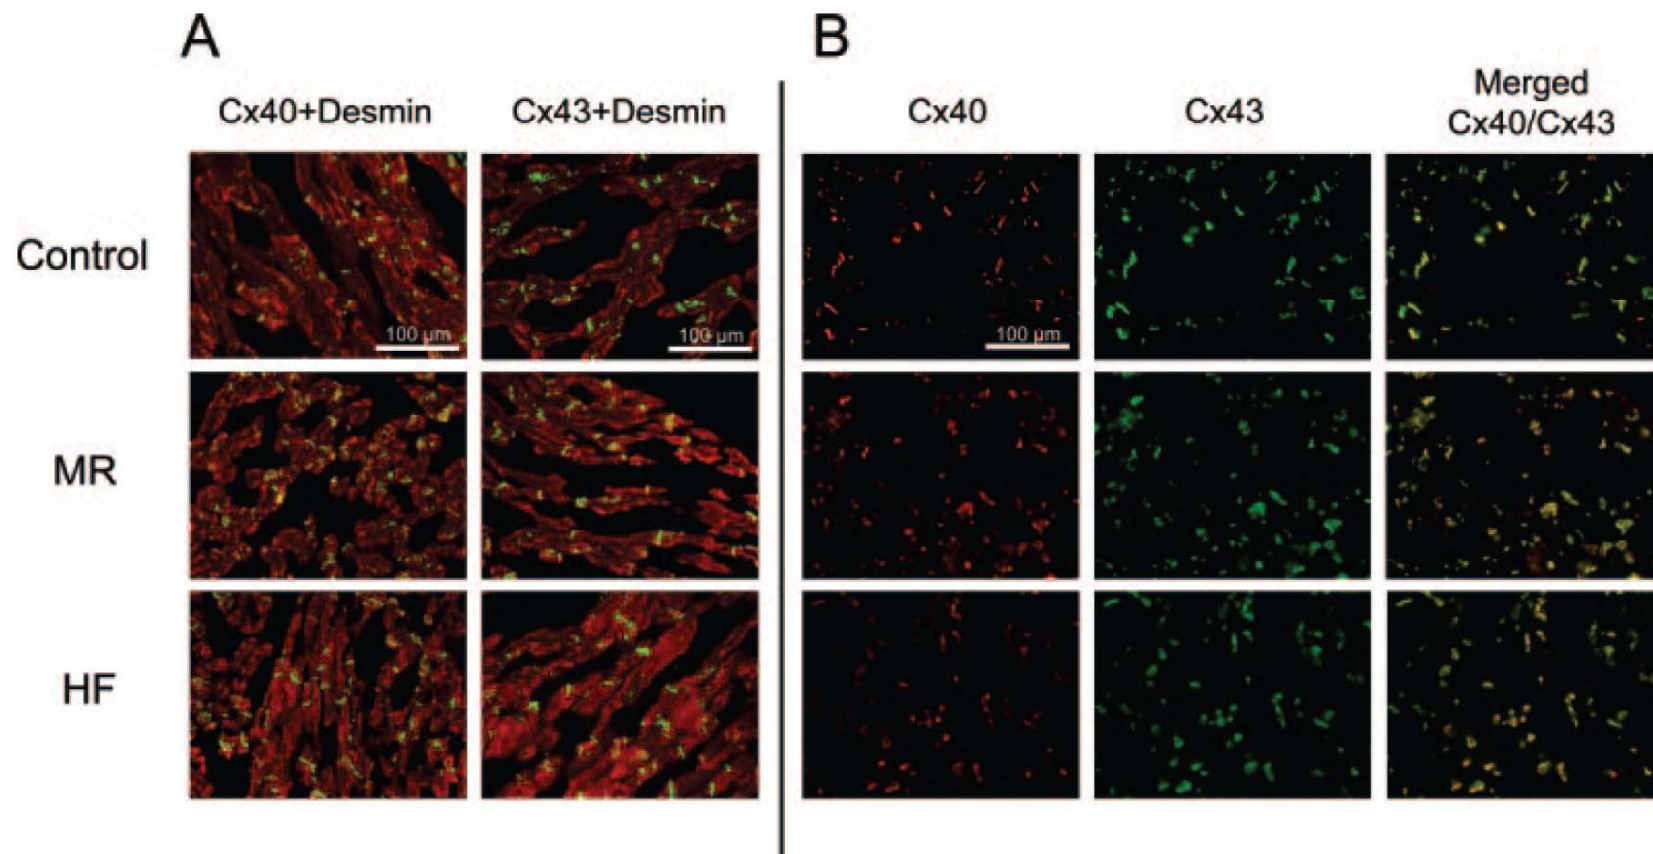 A
B
Cx40+Desmin
Cx43+Desmin
Cx40
Cx43
Merged
Cx40/Cx43
Control
100 µm
100 µm
100 µm
MR
HF